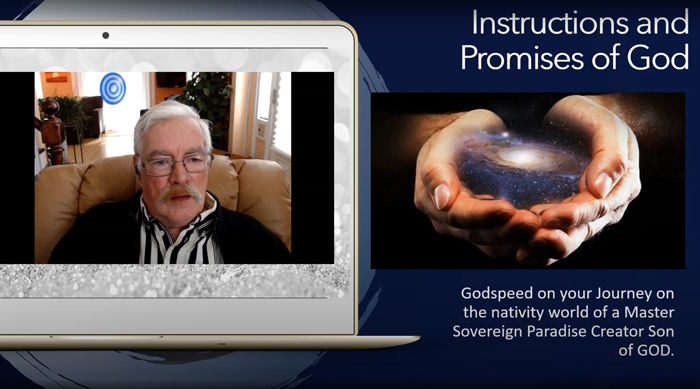 Instructions and
Promises of God
Godspeed on your Journey on
the nativity world of a Master
Sovereign Paradise Creator Son
of GOD.